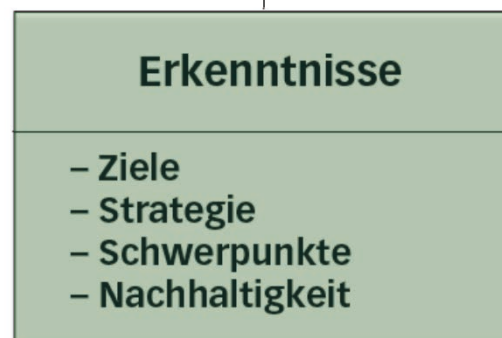 Erkenntnisse
– Ziele
– Strategie
– Schwerpunkte
– Nachhaltigkeit